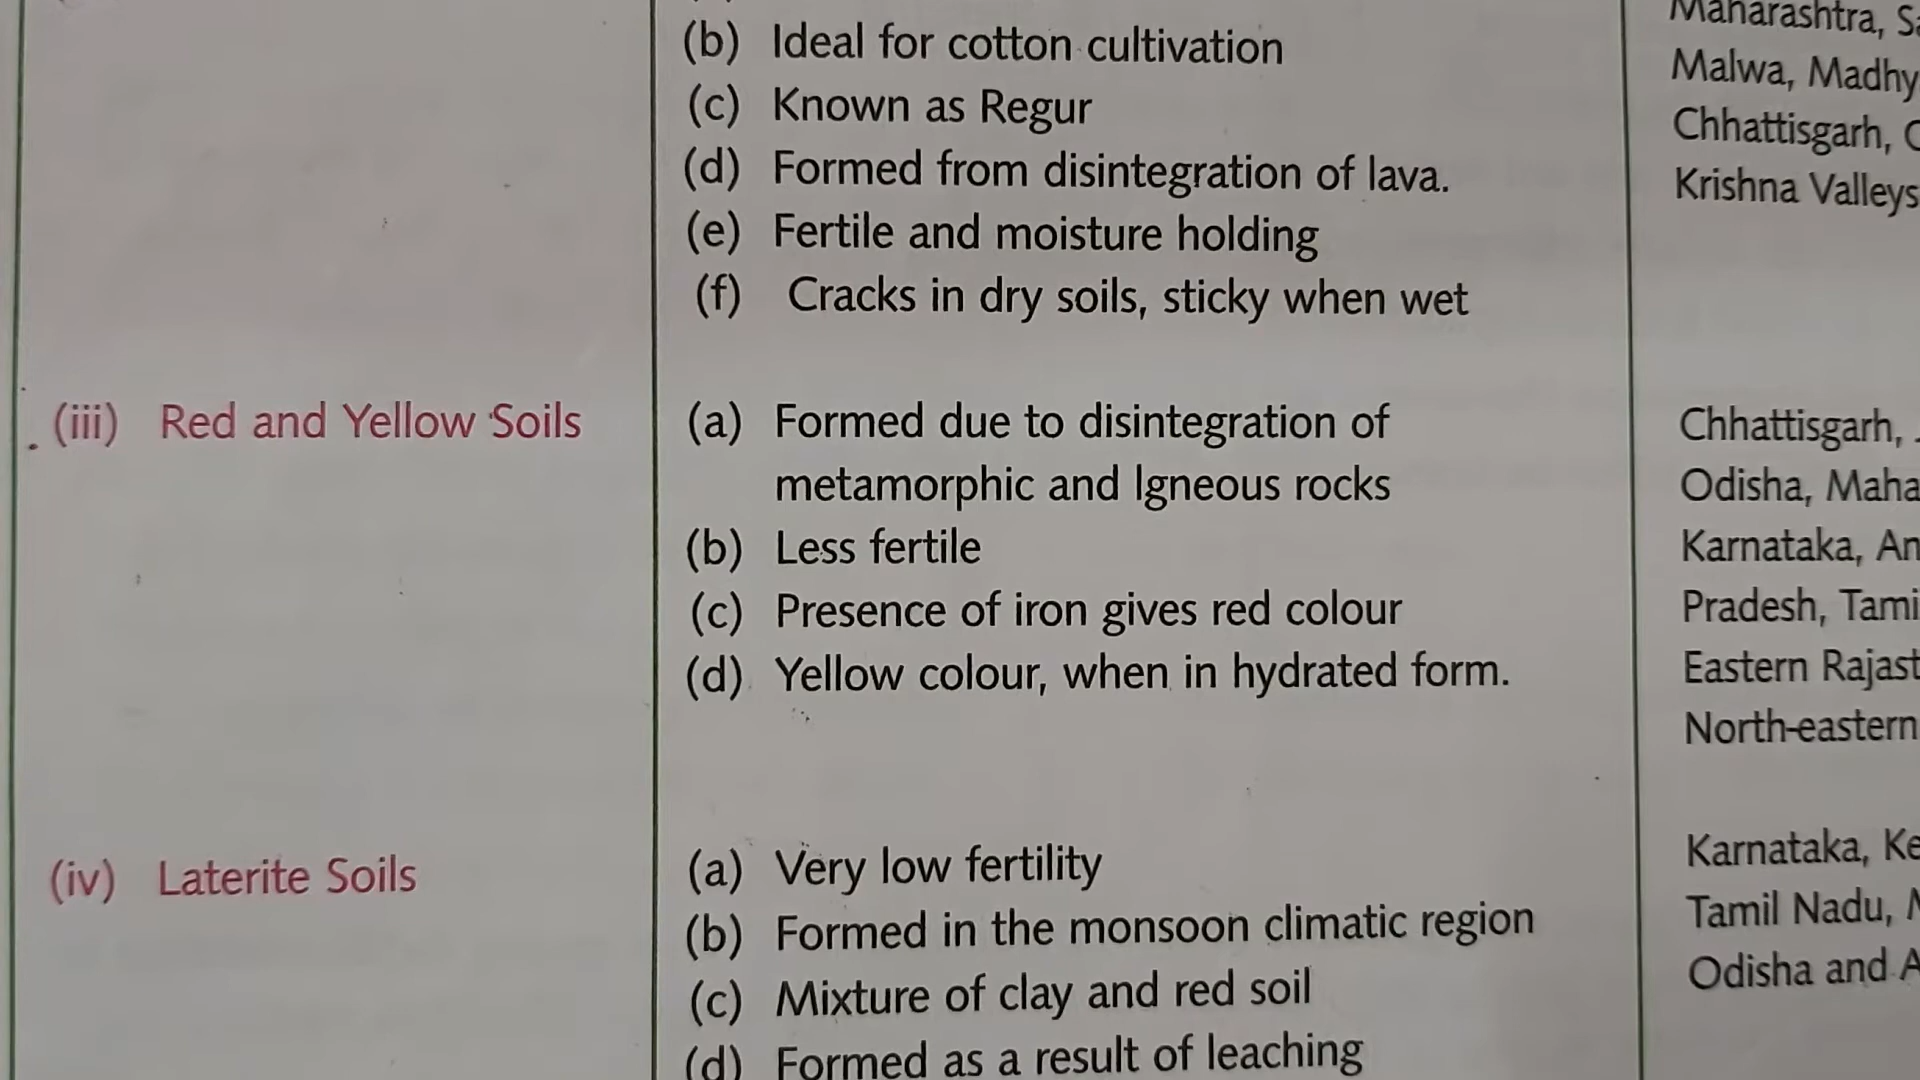 (b) Ideal for cotton cultivation
(c) Known as Regur
(d) Formed from disintegration of lava.
(e) Fertile and moisture holding
(f) Cracks in dry soils, sticky when wet
Maharashtra,
Malwa,
Chhattisgarh,
Krishna Valleys
(iii) Red and Yellow Soils
(a) Formed due to disintegration of
metamorphic and Igneous rocks
(b) Less fertile
(c) Presence of iron gives red colour
(d) Yellow colour, when in hydrated form.
Chhattisgarh,
Odisha,
Karnataka,
Pradesh,
Eastern
North-eastern
(iv) Laterite Soils
(a) Very low fertility
(b) Formed in the monsoon climatic region
(c) Mixture of clay and red soil
(d) Formed as a result of leaching
Karnataka,
Tamil Nadu,
Odisha and